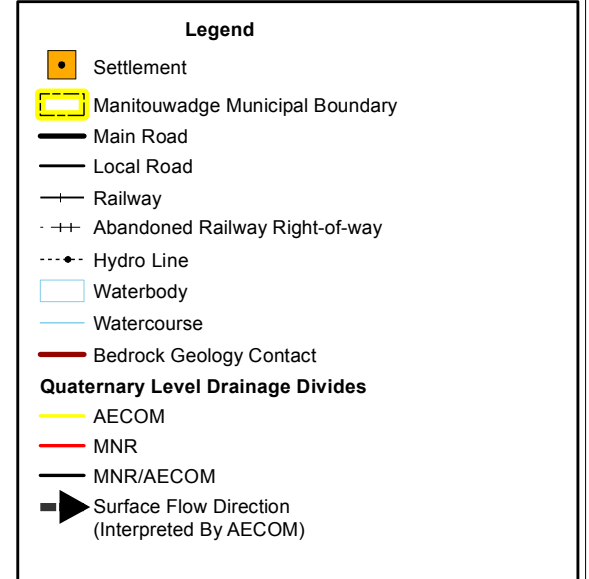 Legend
Settlement
Manitouwadge Municipal Boundary
Main Road
Local Road
Railway
Abandoned Railway Right-of-way
Hydro Line
Waterbody
Watercourse
Bedrock Geology Contact
Quaternary Level Drainage Divides
AECOM
MNR
MNR/AECOM
Surface Flow Direction
(Interpreted By AECOM)